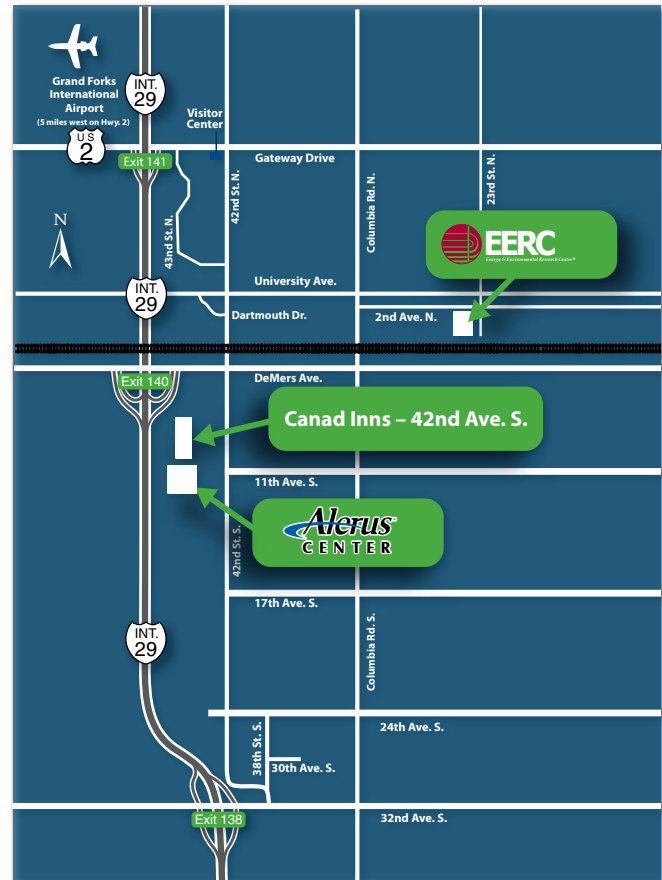 INT.
29
Grand Forks
International
Airport
(5 miles west on Hwy. 2)
Visitor
Center
US
2
Exit 141
Gateway Drive
42nd St. N.
Columbia Rd. N.
23rd St. N.
43rd St. N.
N
EERC
Energy & Environmental Research Center®
University Ave.
INT.
29
Dartmouth Dr.
2nd Ave. N.
DeMers Ave.
Exit 140
Canad Inns – 42nd Ave. S.
11th Ave. S.
Alerus™
CENTER
42nd St. S.
17th Ave. S.
INT.
29
Columbia Rd. S.
24th Ave. S.
38th St. S.
30th Ave. S.
Exit 138
32nd Ave. S.